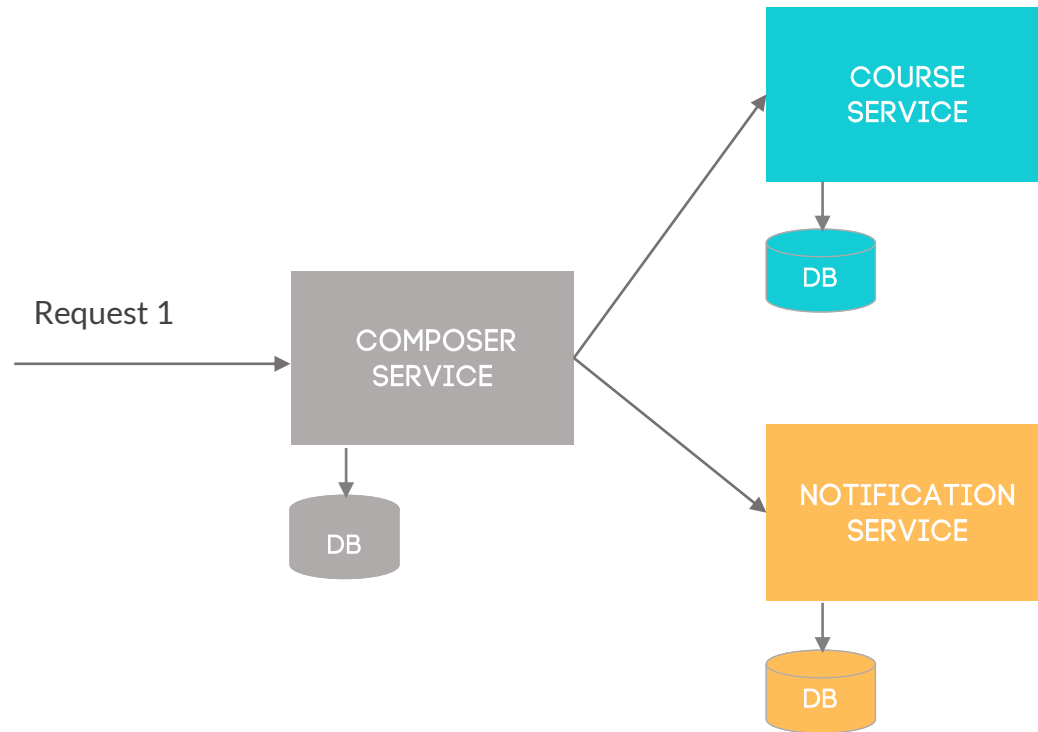 COURSE
SERVICE
DB
Request 1
COMPOSER
SERVICE
DB
NOTIFICATION
SERVICE
DB